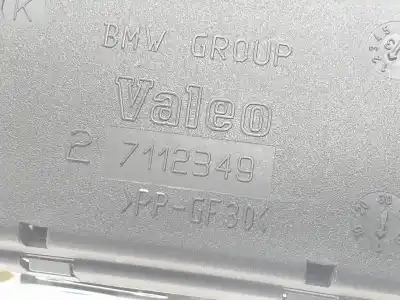 BMW GROUP
Valeo
2 7112349
>PP-GF30<